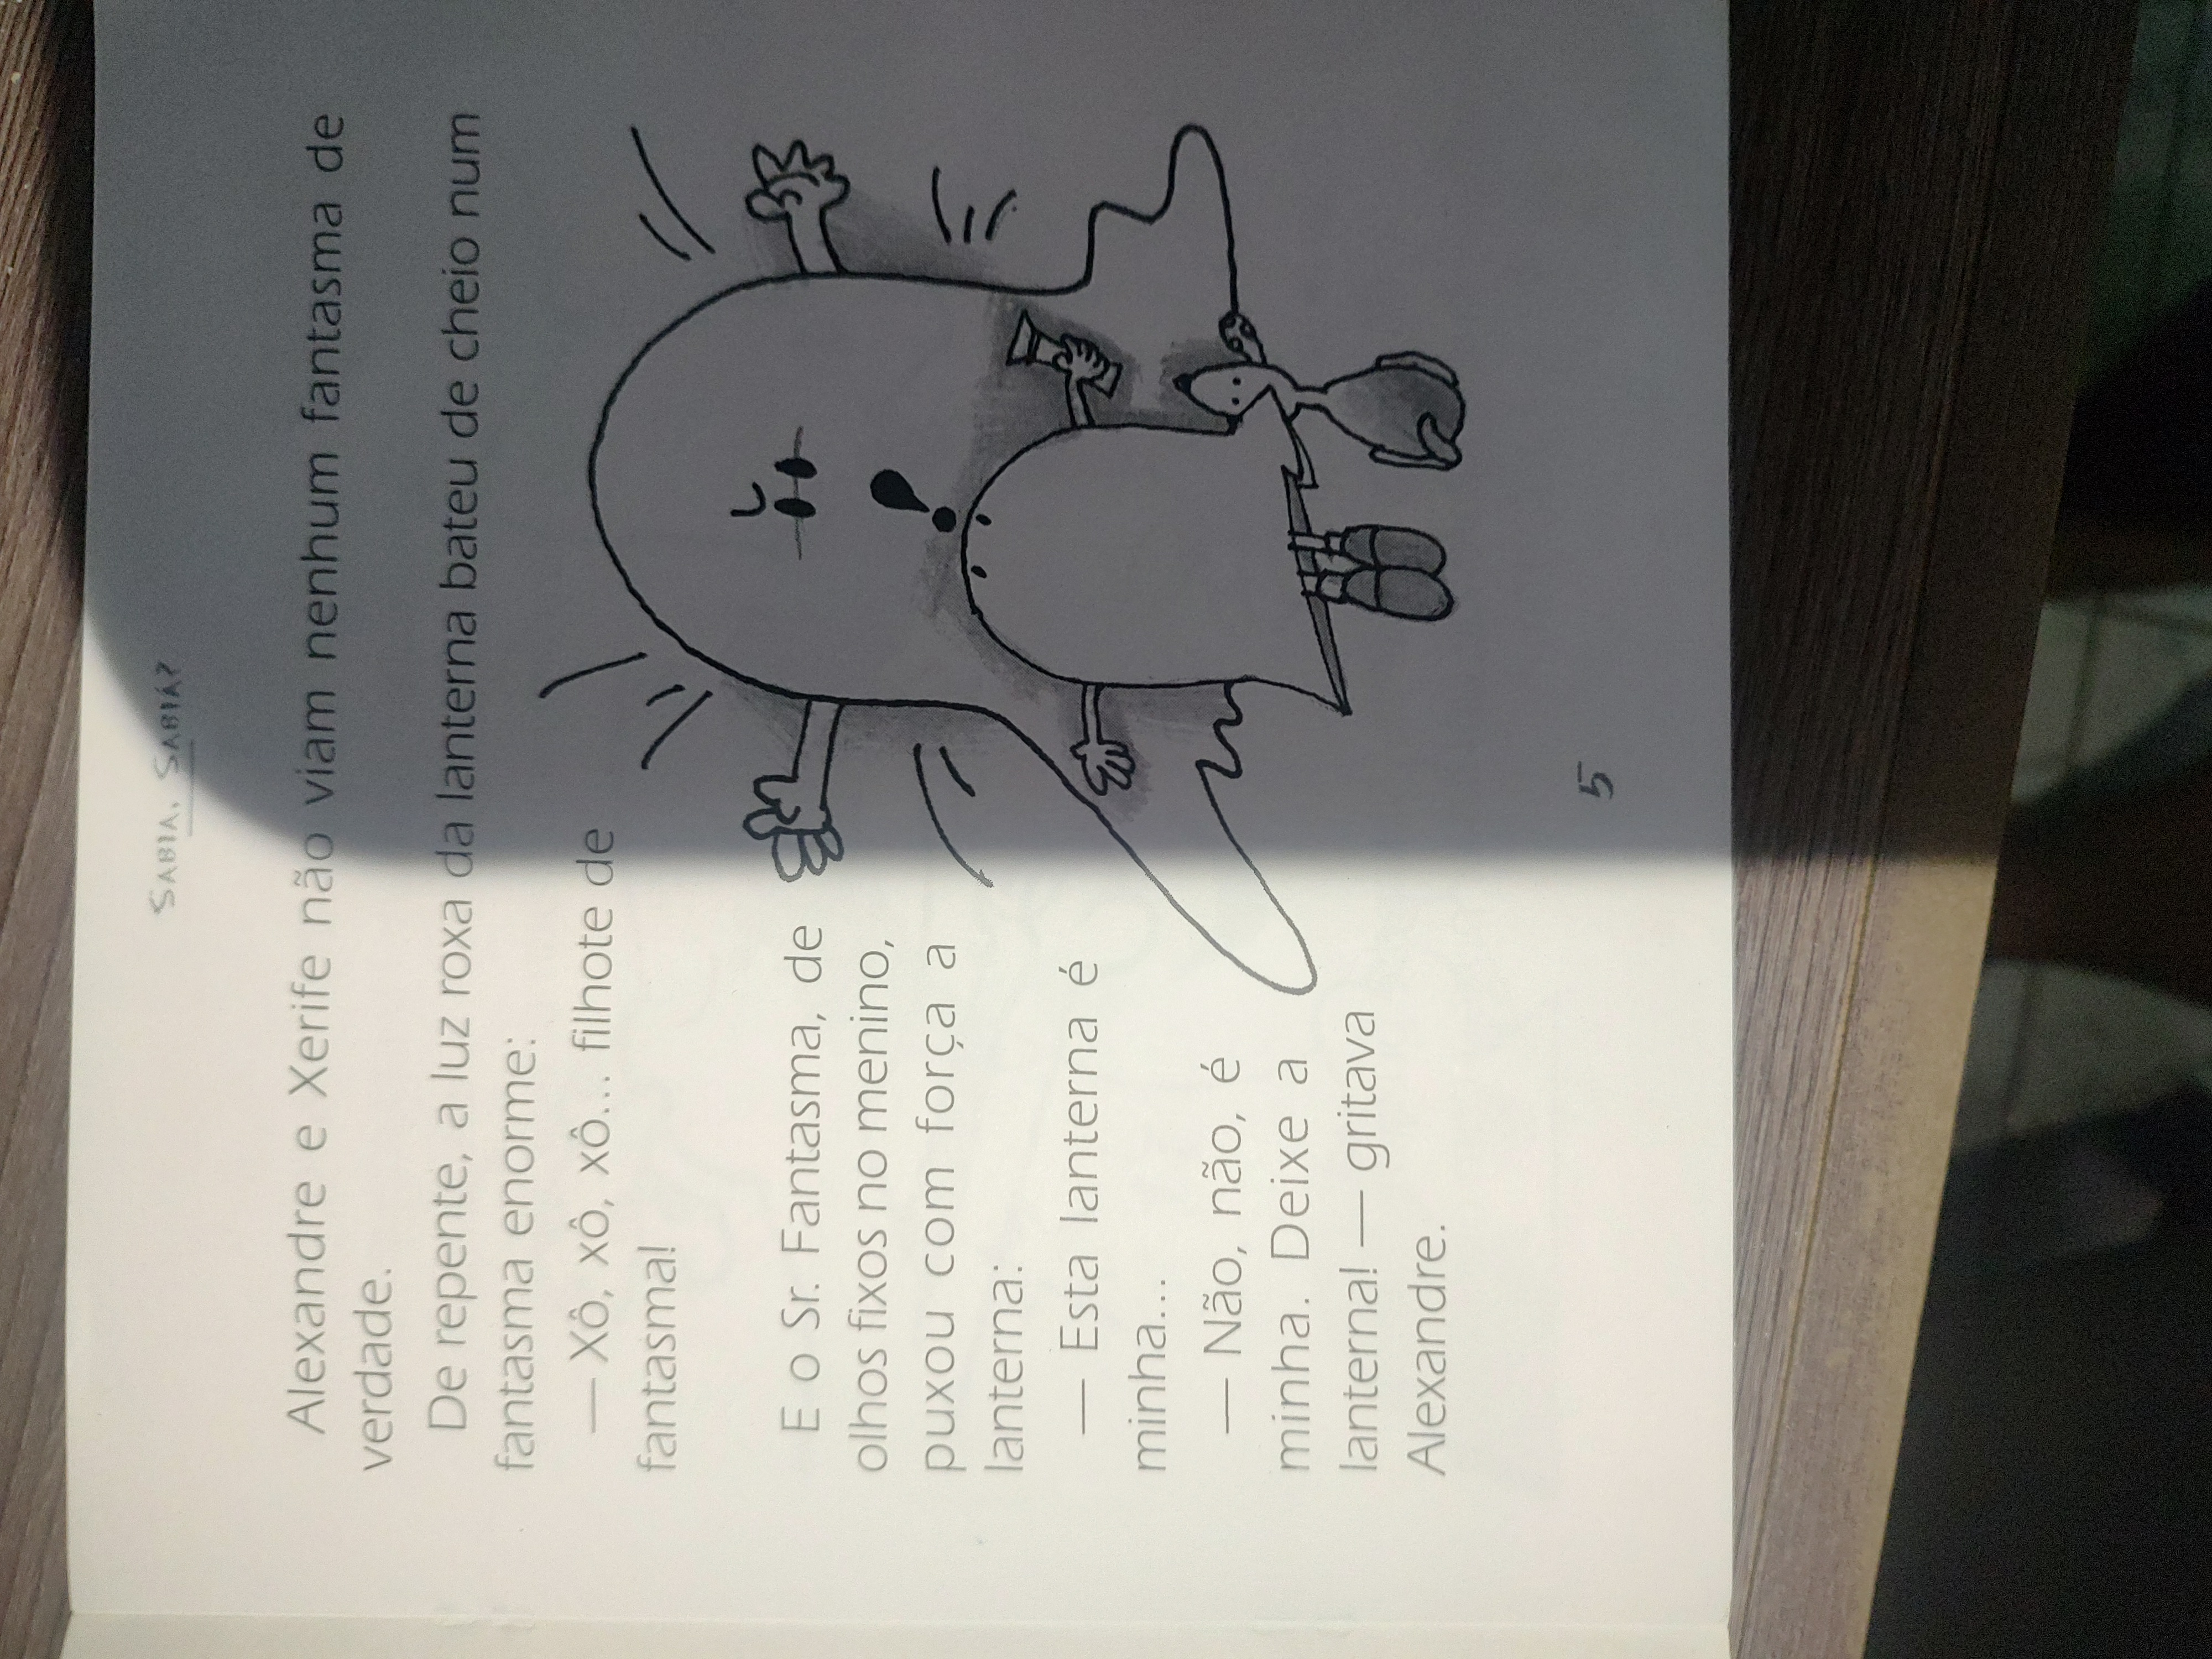 SABIA, SABIÁ?
Alexandre e Xerife não viam nenhum fantasma de
verdade.
De repente, a luz roxa da lanterna bateu de cheio num
fantasma enorme:
— Xô, xô, xô... filhote de
fantasma!
E o Sr. Fantasma, de
olhos fixos no menino,
puxou com força a
lanterna:
— Esta lanterna é
minha...
— Não, não, é
minha. Deixe a
lanterna! — gritava
Alexandre.
5